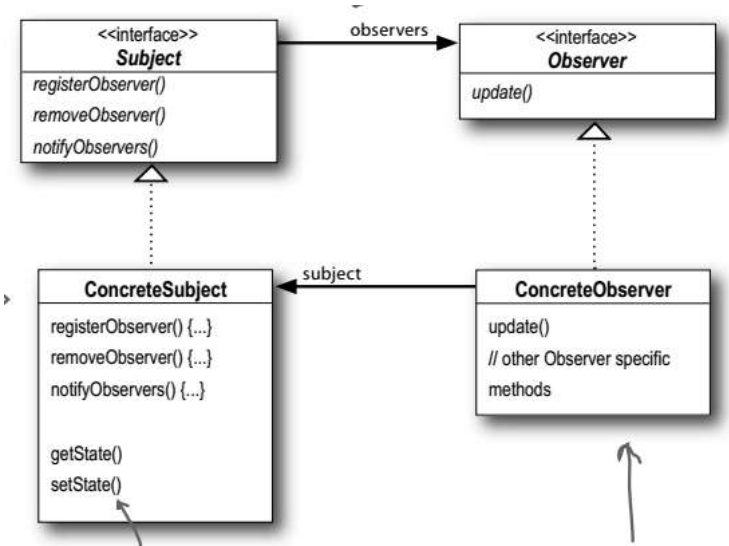 <<interface>>
Subject
registerObserver()
removeObserver()
notifyObservers()
observers
<<interface>>
Observer
update()
ConcreteSubject
registerObserver() {...}
removeObserver() {...}
notifyObservers() {...}
getState()
setState()
subject
ConcreteObserver
update()
// other Observer specific
methods